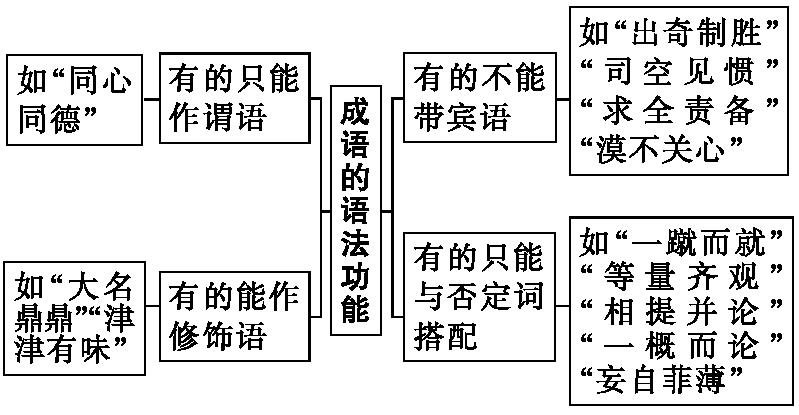 如“同心
同德”
有的只能
作谓语
成语的语法功能
有的不能
带宾语
如“出奇制胜”
“司空见惯”
“求全责备”
“漠不关心”
如“大名
鼎鼎”“津
津有味”
有的能作
修饰语
有的只能
与否定词
搭配
如“一蹴而就”
“等量齐观”
“相提并论”
“一概而论”
“妄自菲薄”